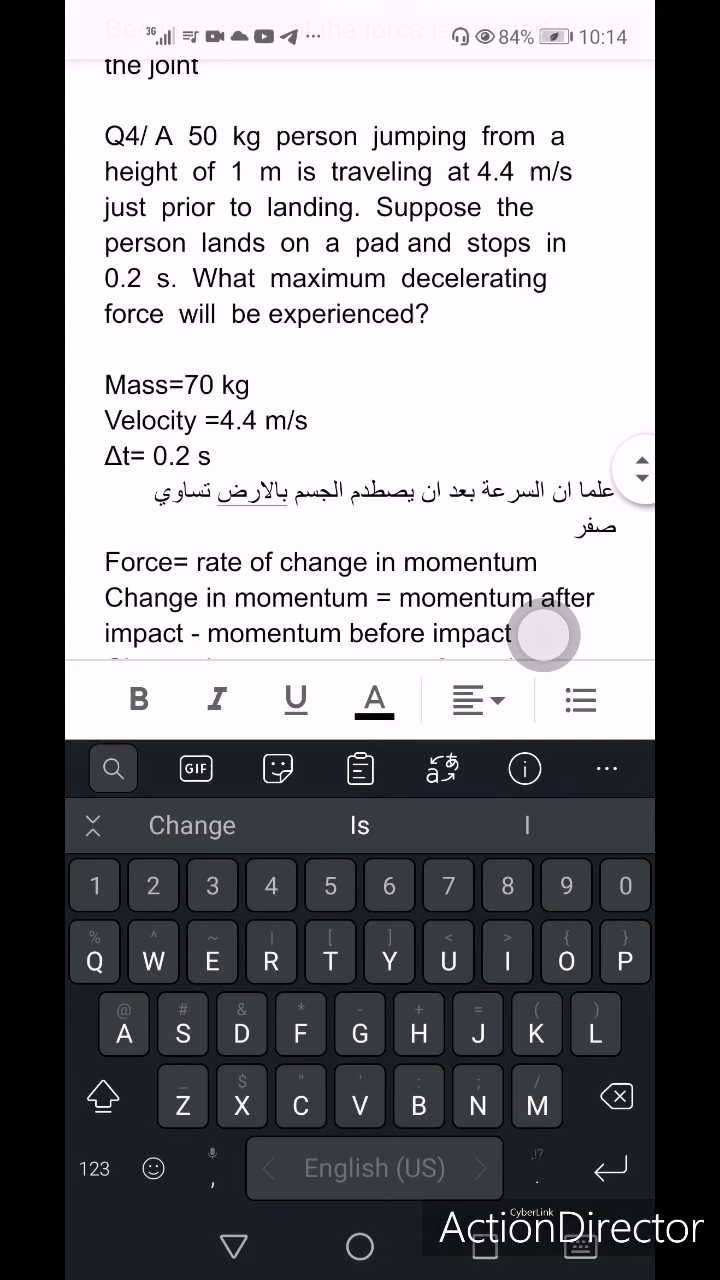 3G
84% 10:14
the joint
Q4/ A 50 kg person jumping from a
height of 1 m is traveling at 4.4 m/s
just prior to landing. Suppose the
person lands on a pad and stops in
0.2 s. What maximum decelerating
force will be experienced?
Mass=70 kg
Velocity =4.4 m/s
Δt= 0.2 s
علما ان السرعة بعد ان يصطدم الجسم بالارض تساوي
صفر
Force= rate of change in momentum
Change in momentum = momentum after
impact - momentum before impact
B I U A
GIF
Change Is I
1 2 3 4 5 6 7 8 9 0
% ^ ~ | [ ] < > { }
Q W E R T Y U I O P
@ # & * - + = ( )
A S D F G H J K L
_ $ " ' : ; /
Z X C V B N M
123 , English (US) .
,!?
CyberLink
ActionDirector